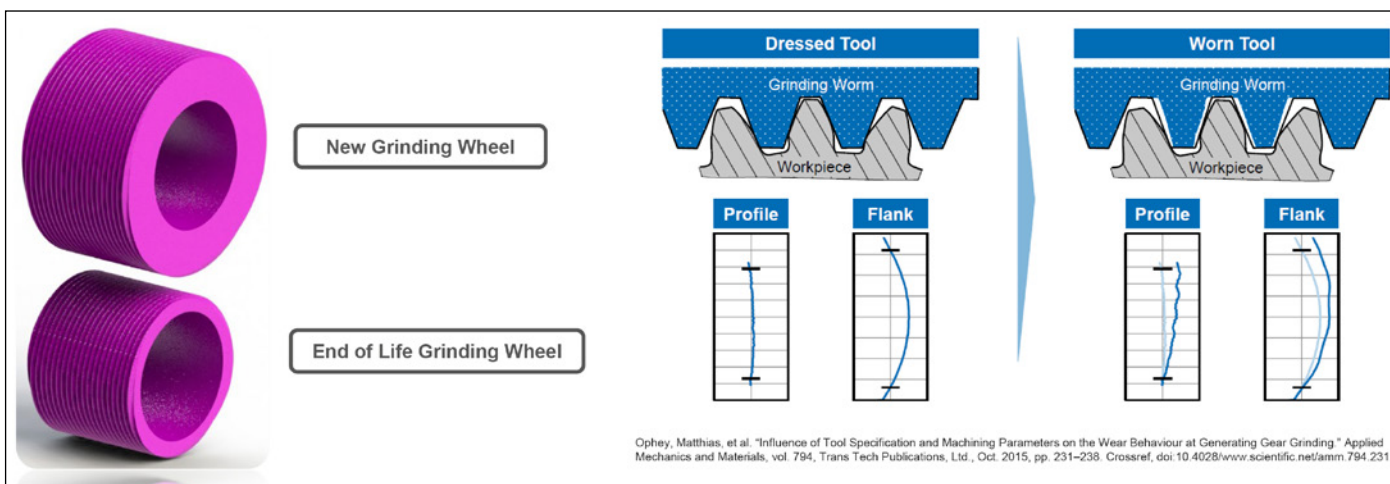 New Grinding Wheel
End of Life Grinding Wheel
Dressed Tool
Grinding Worm
Workpiece
Profile
Flank
Worn Tool
Grinding Worm
Workpiece
Profile
Flank
Ophey, Matthias, et al. “Influence of Tool Specification and Machining Parameters on the Wear Behaviour at Generating Gear Grinding.” Applied
Mechanics and Materials, vol. 794, Trans Tech Publications, Ltd., Oct. 2015, pp. 231–238. Crossref, doi:10.4028/www.scientific.net/amm.794.231